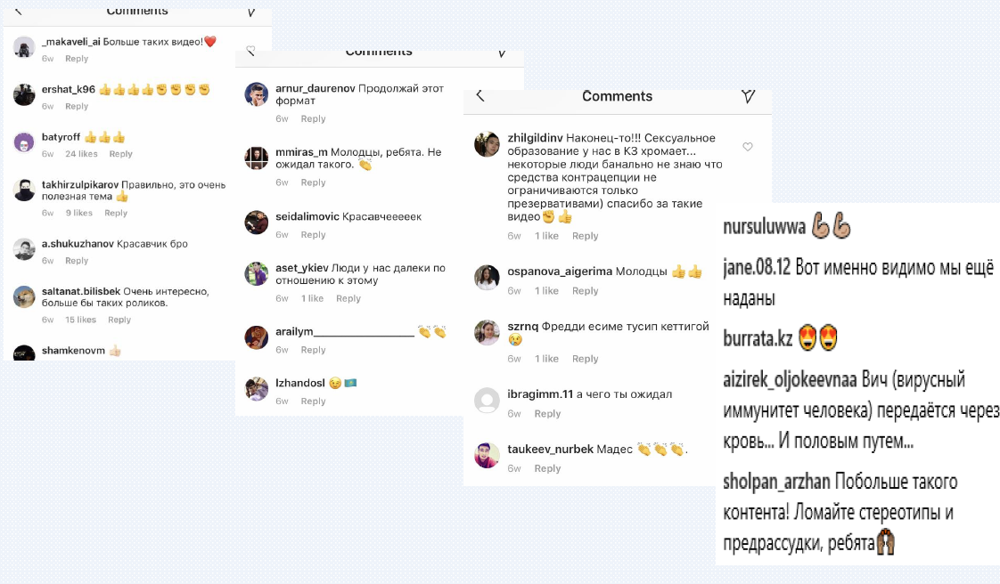 Comments
_makaveli_ai Больше таких видео!❤️
6w Reply
ershat_k96 👍👍👍👍✊✊✊✊
6w Reply
batyroff 👍👍👍
6w 24 likes Reply
takhirzulpikarov Правильно, это очень
полезная тема 👍
6w 9 likes Reply
a.shukuzhanov Красавчик бро
6w Reply
saltanat.bilisbek Очень интересно,
больше бы таких роликов.
6w 15 likes Reply
shamkenovm 👍🏻
Comments
arnur_daurenov Продолжай этот
формат
6w Reply
mmiras_m Молодцы, ребята. Не
ожидал такого. 👏
6w Reply
seidalimovic Красавчееееек
6w Reply
aset_ykiev Люди у нас далеки по
отношению к этому
6w 1 like Reply
arailym__________________ 👏👏
6w Reply
lzhandosl 😉🇰🇿
6w Reply
Comments
zhilgildinv Наконец-то!!! Сексуальное
образование у нас в КЗ хромает...
некоторые люди банально не знаю что
средства контрацепции не
ограничиваются только
презервативами) спасибо за такие
видео✊👍
6w 1 like Reply
ospanova_aigerima Молодцы 👍👍
6w 1 like Reply
szrnq Фредди есиме тусип кеттигой
😢
6w 1 like Reply
ibragimm.11 а чего ты ожидал
6w Reply
taukeev_nurbek Мадес 👏👏👏.
6w Reply
nursuluwwa 💪🏼💪🏼
jane.08.12 Вот именно видимо мы ещё
наданы
burrata.kz 😍😍
aizirek_oljokeevnaa Вич (вирусный
иммунитет человека) передаётся через
кровь... И половым путем...
sholpan_arzhan Побольше такого
контента! Ломайте стереотипы и
предрассудки, ребята🙌🏾